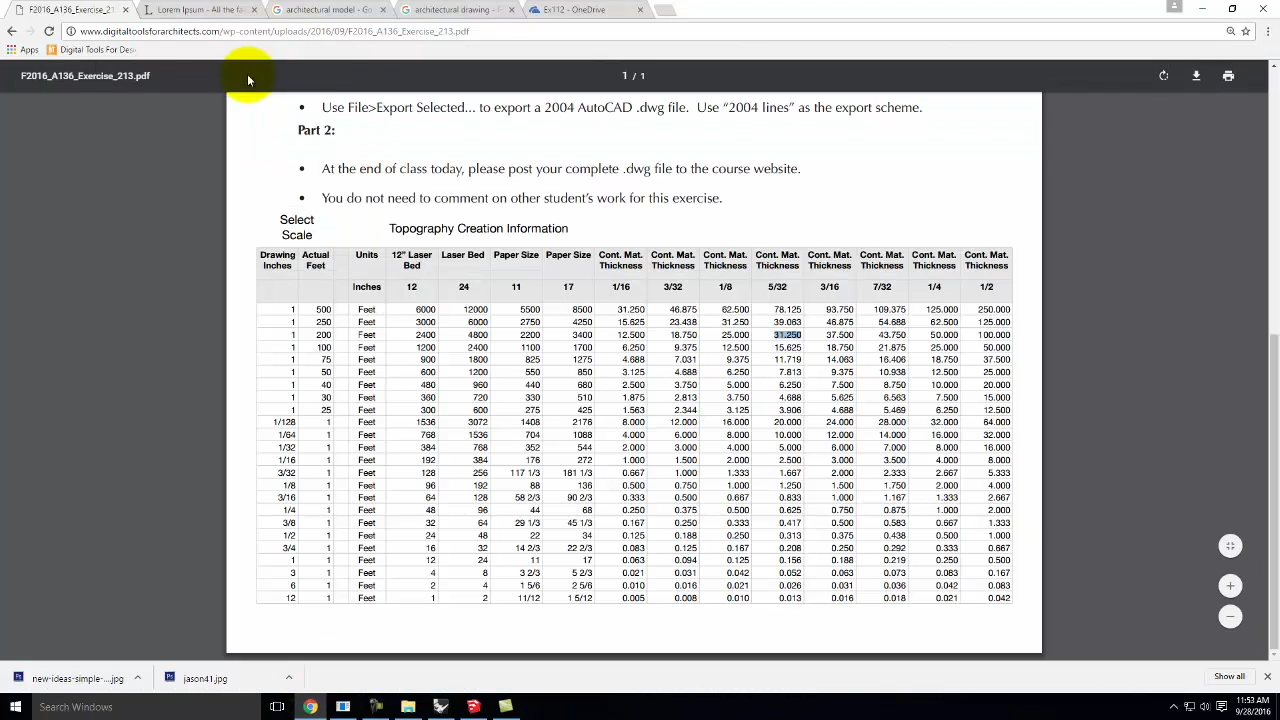 F2016_A136_Exercise_213.pdf
Lorem Ipsum - All the fa
architectural model - Go
architectural drawing - F
Ex112 - OneDrive
www.digitaltoolsforarchitects.com/wp-content/uploads/2016/09/F2016_A136_Exercise_213.pdf
Apps
Digital Tools For Des
F2016_A136_Exercise_213.pdf
1 / 1
• Use File>Export Selected... to export a 2004 AutoCAD .dwg file. Use “2004 lines” as the export scheme.
Part 2:
• At the end of class today, please post your complete .dwg file to the course website.
• You do not need to comment on other student’s work for this exercise.
Select
Scale
Topography Creation Information
Drawing Inches Actual Feet Units 12" Laser Bed Laser Bed Paper Size Paper Size Cont. Mat. Thickness Cont. Mat. Thickness Cont. Mat. Thickness Cont. Mat. Thickness Cont. Mat. Thickness Cont. Mat. Thickness Cont. Mat. Thickness Cont. Mat. Thickness
Inches 12 24 11 17 1/16 3/32 1/8 5/32 3/16 7/32 1/4 1/2
1 500 Feet 6000 12000 5500 8500 31.250 46.875 62.500 78.125 93.750 109.375 125.000 250.000
1 250 Feet 3000 6000 2750 4250 15.625 23.438 31.250 39.063 46.875 54.688 62.500 125.000
1 200 Feet 2400 4800 2200 3400 12.500 18.750 25.000 31.250 37.500 43.750 50.000 100.000
1 100 Feet 1200 2400 1100 1700 6.250 9.375 12.500 15.625 18.750 21.875 25.000 50.000
1 75 Feet 900 1800 825 1275 4.688 7.031 9.375 11.719 14.063 16.406 18.750 37.500
1 50 Feet 600 1200 550 850 3.125 4.688 6.250 7.813 9.375 10.938 12.500 25.000
1 40 Feet 480 960 440 680 2.500 3.750 5.000 6.250 7.500 8.750 10.000 20.000
1 30 Feet 360 720 330 510 1.875 2.813 3.750 4.688 5.625 6.563 7.500 15.000
1 25 Feet 300 600 275 425 1.563 2.344 3.125 3.906 4.688 5.469 6.250 12.500
1/128 1 Feet 1536 3072 1408 2176 8.000 12.000 16.000 20.000 24.000 28.000 32.000 64.000
1/64 1 Feet 768 1536 704 1088 4.000 6.000 8.000 10.000 12.000 14.000 16.000 32.000
1/32 1 Feet 384 768 352 544 2.000 3.000 4.000 5.000 6.000 7.000 8.000 16.000
1/16 1 Feet 192 384 176 272 1.000 1.500 2.000 2.500 3.000 3.500 4.000 8.000
3/32 1 Feet 128 256 117 1/3 181 1/3 0.667 1.000 1.333 1.667 2.000 2.333 2.667 5.333
1/8 1 Feet 96 192 88 136 0.500 0.750 1.000 1.250 1.500 1.750 2.000 4.000
3/16 1 Feet 64 128 58 2/3 90 2/3 0.333 0.500 0.667 0.833 1.000 1.167 1.333 2.667
1/4 1 Feet 48 96 44 68 0.250 0.375 0.500 0.625 0.750 0.875 1.000 2.000
3/8 1 Feet 32 64 29 1/3 45 1/3 0.167 0.250 0.333 0.417 0.500 0.583 0.667 1.333
1/2 1 Feet 24 48 22 34 0.125 0.188 0.250 0.313 0.375 0.438 0.500 1.000
3/4 1 Feet 16 32 14 2/3 22 2/3 0.083 0.125 0.167 0.208 0.250 0.292 0.333 0.667
1 1 Feet 12 24 11 17 0.063 0.094 0.125 0.156 0.188 0.219 0.250 0.500
3 1 Feet 4 8 3 2/3 5 2/3 0.021 0.031 0.042 0.052 0.063 0.073 0.083 0.167
6 1 Feet 2 4 1 5/6 2 5/6 0.010 0.016 0.021 0.026 0.031 0.036 0.042 0.083
12 1 Feet 1 2 11/12 1 5/12 0.005 0.008 0.010 0.013 0.016 0.018 0.021 0.042
new-ideas-simple-....jpg
jason41.jpg
Show all
Search Windows
11:53 AM
9/28/2016